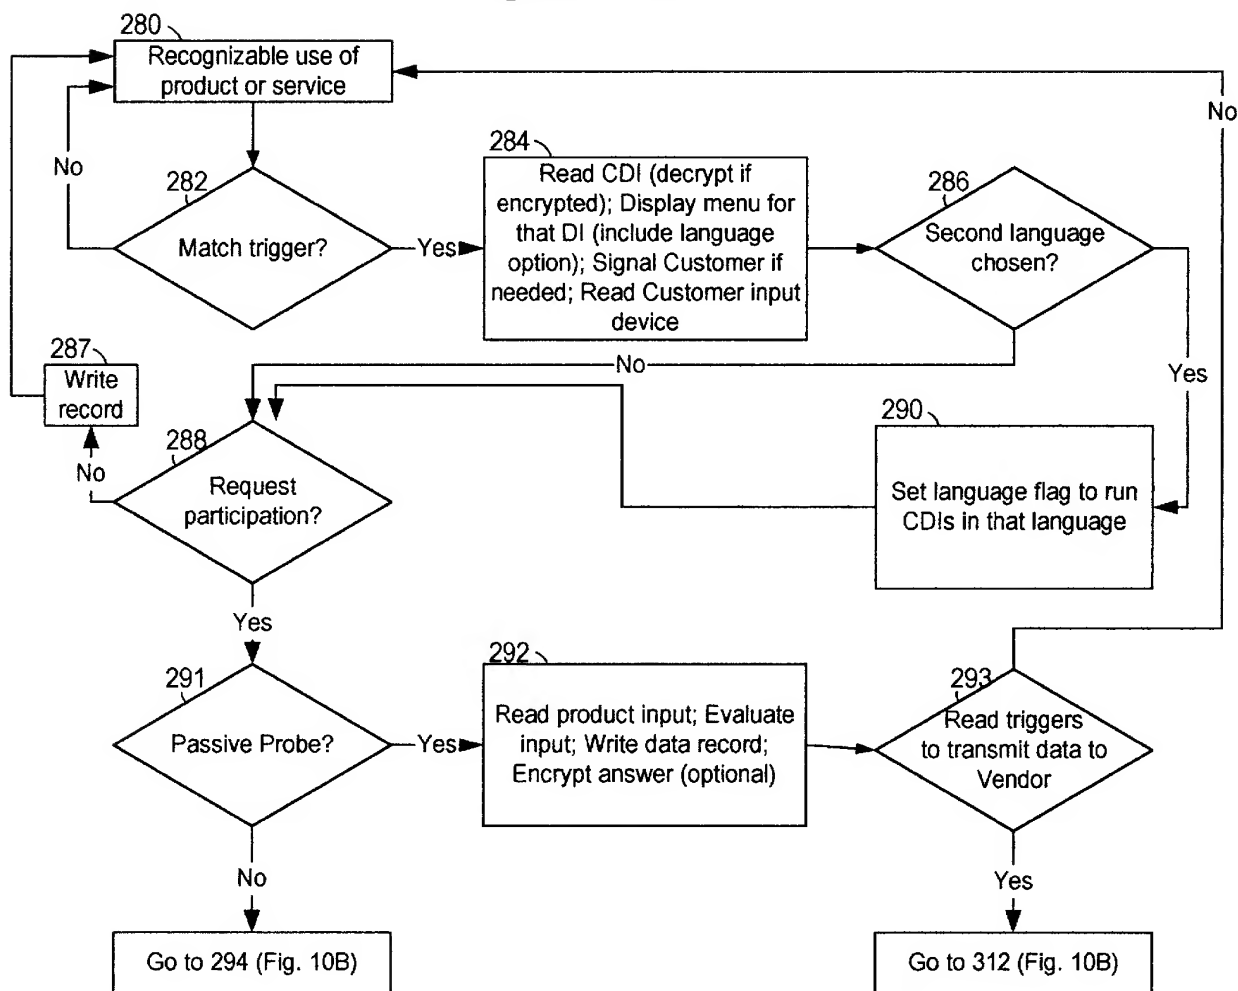 280
Recognizable use of
product or service
No
No
282
Match trigger?
Yes
284
Read CDI (decrypt if
encrypted); Display menu for
that DI (include language
option); Signal Customer if
needed; Read Customer input
device
286
Second language
chosen?
287
Write
record
No
Yes
288
No
Request
participation?
290
Set language flag to run
CDIs in that language
Yes
291
Passive Probe?
Yes
292
Read product input; Evaluate
input; Write data record;
Encrypt answer (optional)
293
Read triggers
to transmit data to
Vendor
No
Yes
Go to 294 (Fig. 10B)
Go to 312 (Fig. 10B)